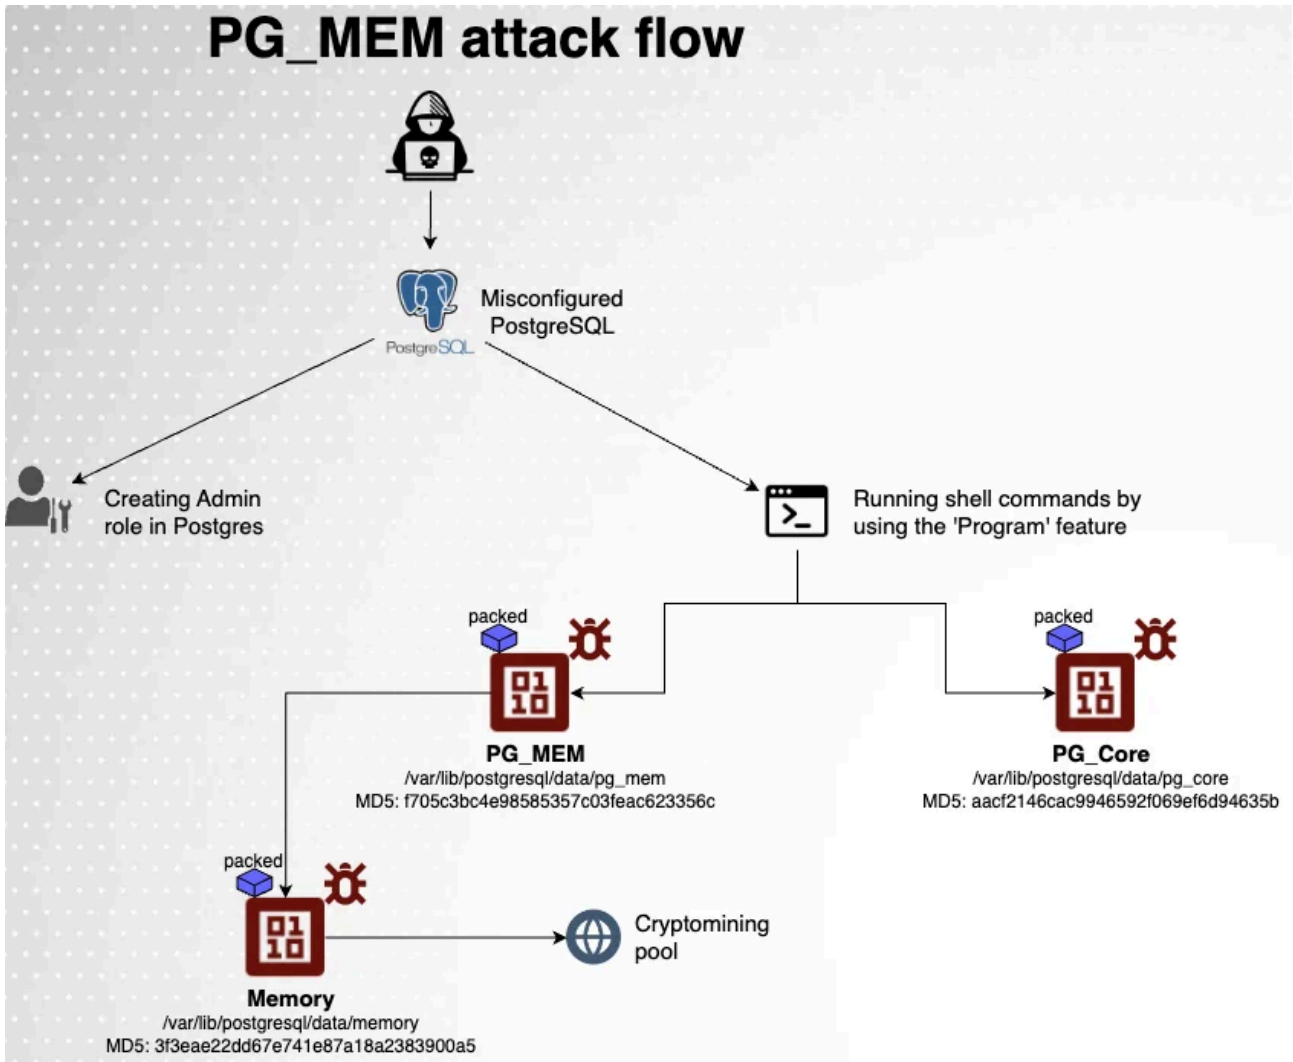 PG_MEM attack flow
Misconfigured
PostgreSQL
PostgreSQL
Creating Admin
role in Postgres
Running shell commands by
using the 'Program' feature
packed
PG_MEM
/var/lib/postgresql/data/pg_mem
MD5: f705c3bc4e98585357c03feac623356c
packed
PG_Core
/var/lib/postgresql/data/pg_core
MD5: aacf2146cac9946592f069ef6d94635b
packed
Memory
/var/lib/postgresql/data/memory
MD5: 3f3eae22dd67e741e87a18a2383900a5
Cryptomining
pool